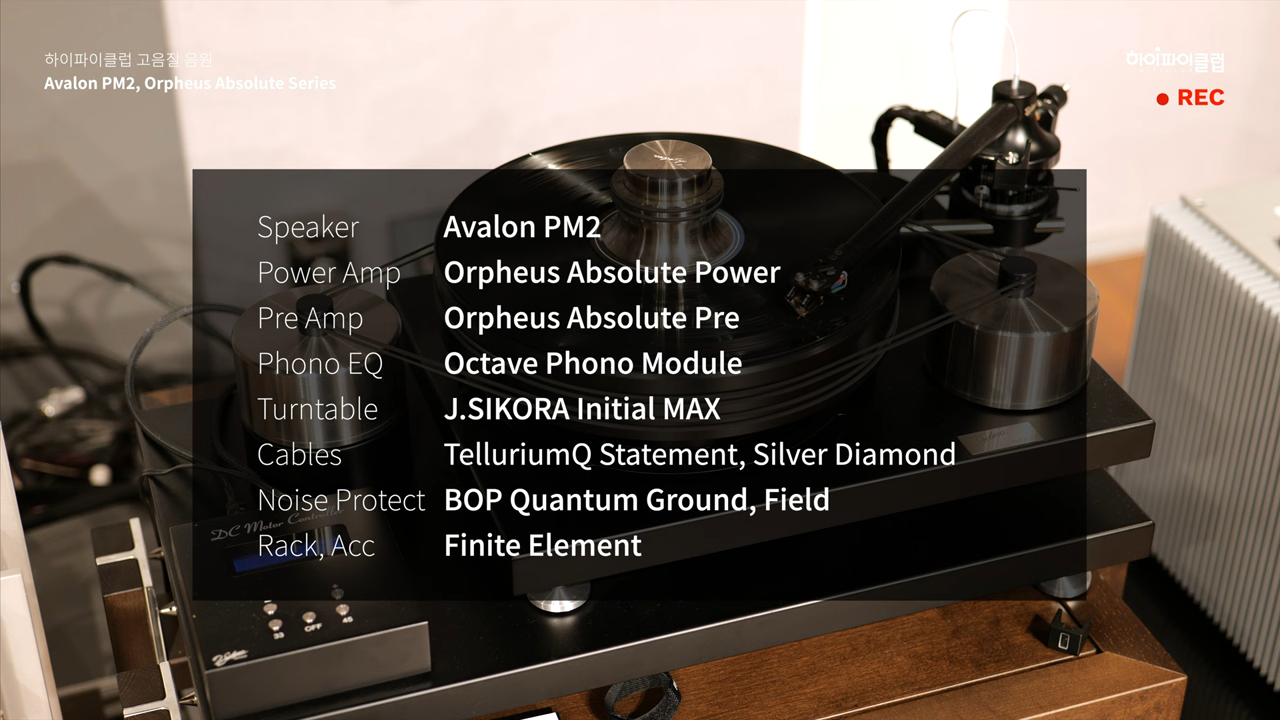 하이파이클럽 고음질 음원
Avalon PM2, Orpheus Absolute Series
하이파이클럽
REC
Speaker Avalon PM2
Power Amp Orpheus Absolute Power
Pre Amp Orpheus Absolute Pre
Phono EQ Octave Phono Module
Turntable J.SIKORA Initial MAX
Cables TelluriumQ Statement, Silver Diamond
Noise Protect BOP Quantum Ground, Field
Rack, Acc Finite Element
DC Motor Controller
33 OFF 45